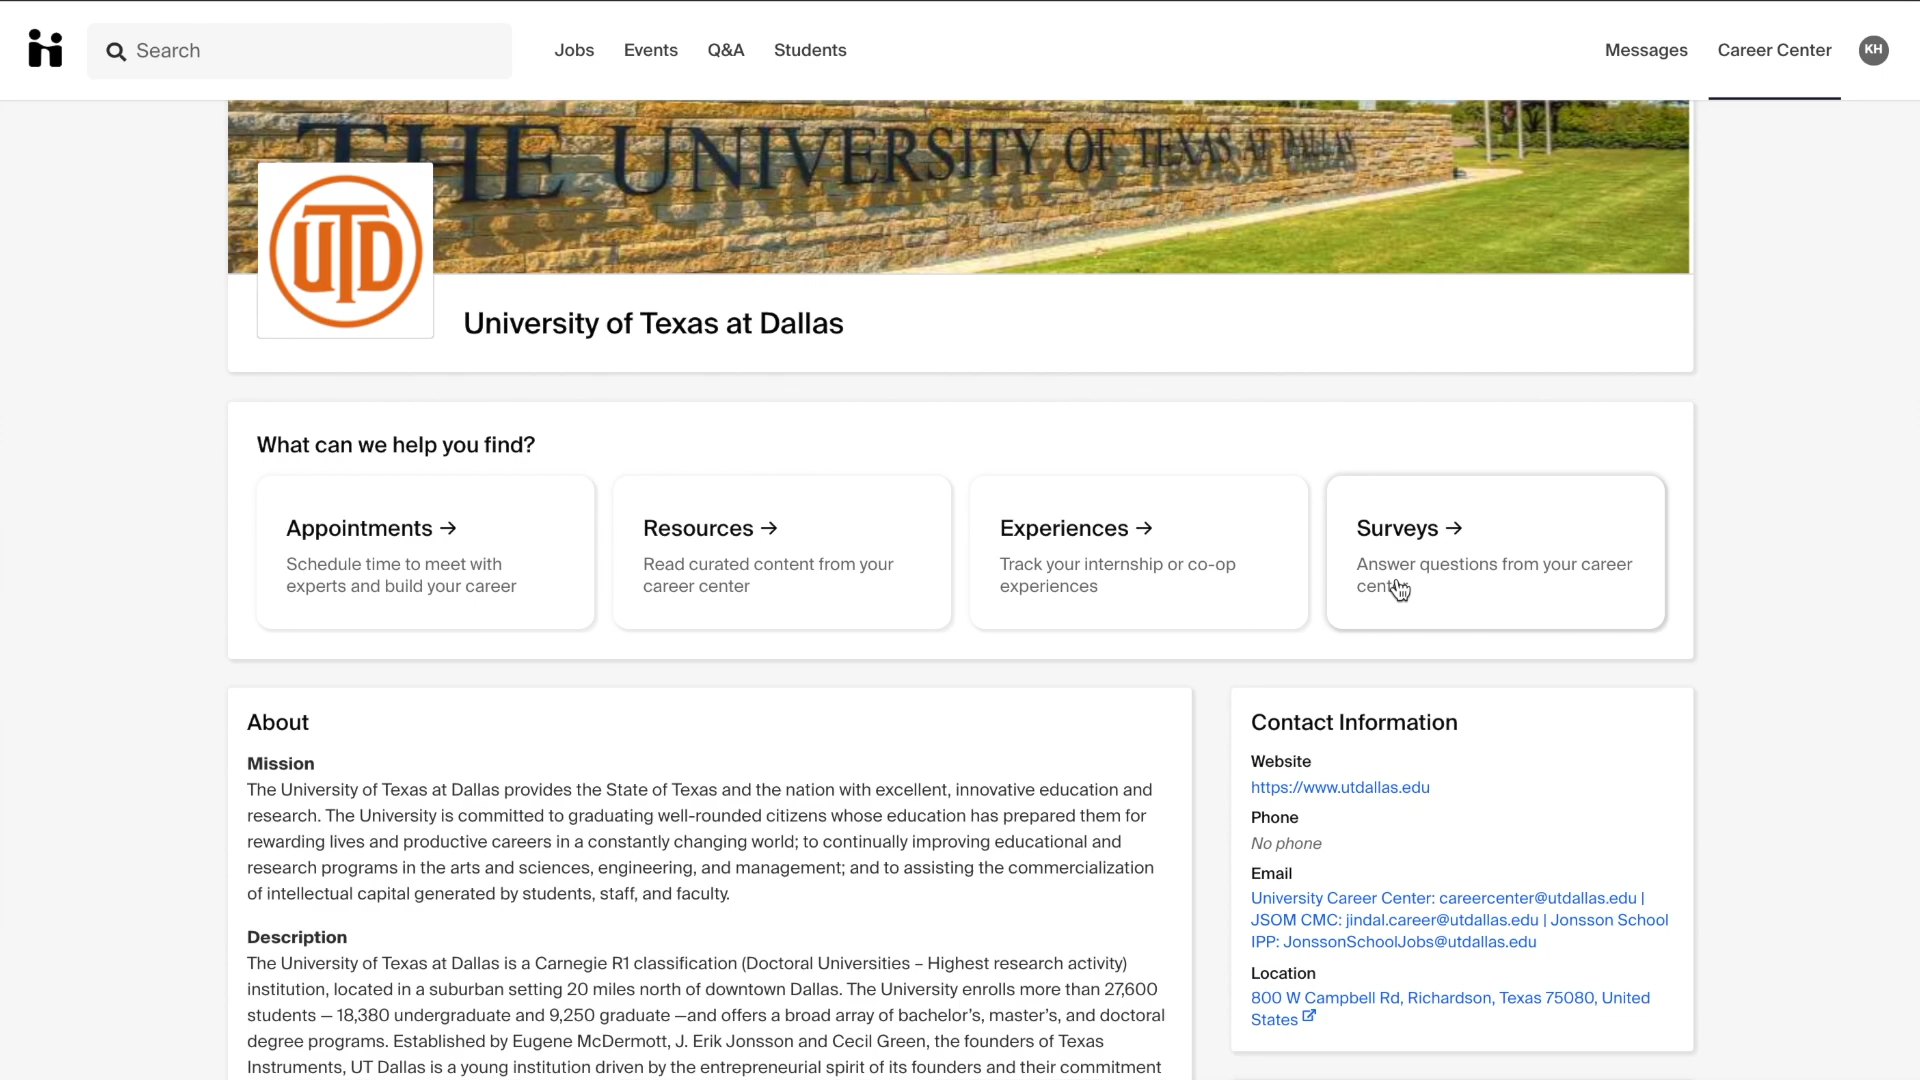 Search
Jobs
Events
Q&A
Students
Messages
Career Center
KH
THE UNIVERSITY OF TEXAS AT DALLAS
UTD
University of Texas at Dallas
What can we help you find?
Appointments →
Schedule time to meet with
experts and build your career
Resources →
Read curated content from your
career center
Experiences →
Track your internship or co-op
experiences
Surveys →
Answer questions from your career
About
Mission
The University of Texas at Dallas provides the State of Texas and the nation with excellent, innovative education and
research. The University is committed to graduating well-rounded citizens whose education has prepared them for
rewarding lives and productive careers in a constantly changing world; to continually improving educational and
research programs in the arts and sciences, engineering, and management; and to assisting the commercialization
of intellectual capital generated by students, staff, and faculty.
Description
The University of Texas at Dallas is a Carnegie R1 classification (Doctoral Universities – Highest research activity)
institution, located in a suburban setting 20 miles north of downtown Dallas. The University enrolls more than 27,600
students — 18,380 undergraduate and 9,250 graduate —and offers a broad array of bachelor's, master's, and doctoral
degree programs. Established by Eugene McDermott, J. Erik Jonsson and Cecil Green, the founders of Texas
Instruments, UT Dallas is a young institution driven by the entrepreneurial spirit of its founders and their commitment
Contact Information
Website
https://www.utdallas.edu
Phone
No phone
Email
University Career Center: careercenter@utdallas.edu |
JSOM CMC: jindal.career@utdallas.edu | Jonsson School
IPP: JonssonSchoolJobs@utdallas.edu
Location
800 W Campbell Rd, Richardson, Texas 75080, United
States